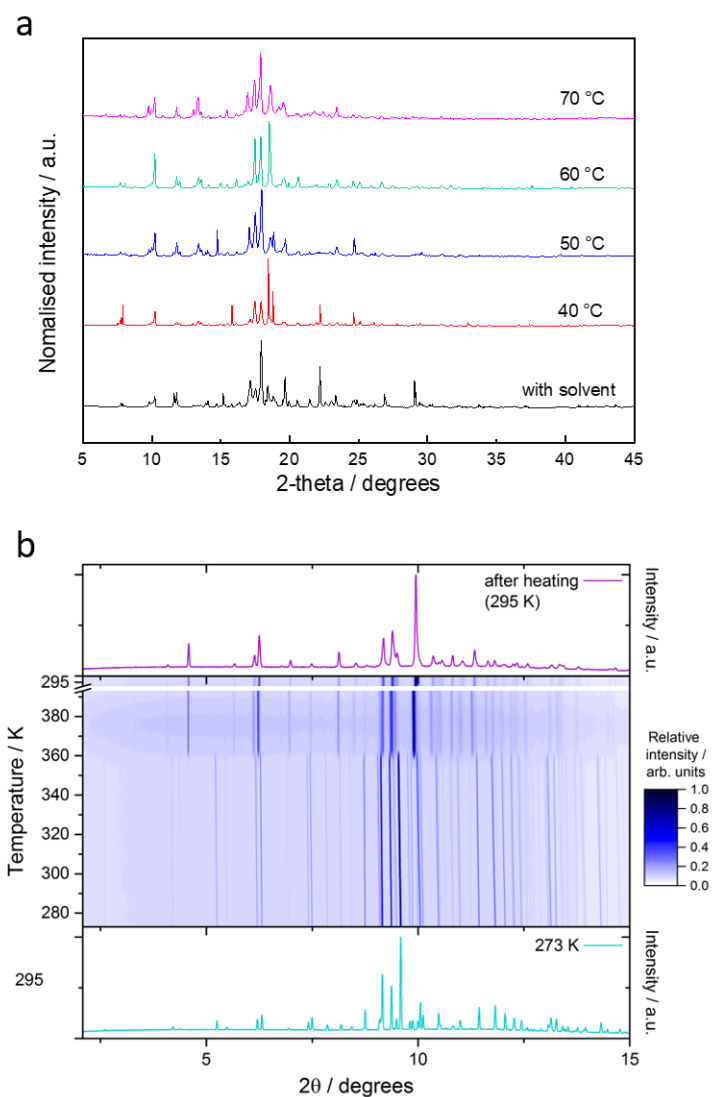 a
Nomalised intensity / a.u.
70 °C
60 °C
50 °C
40 °C
with solvent
5 10 15 20 25 30 35 40 45
2-theta / degrees
b
after heating
(295 K)
Intensity / a.u.
295
380
360
340
320
300
280
Temperature / K
Relative
intensity /
arb. units
1.0
0.8
0.6
0.4
0.2
0.0
295
273 K
Intensity / a.u.
5 10 15
2θ / degrees